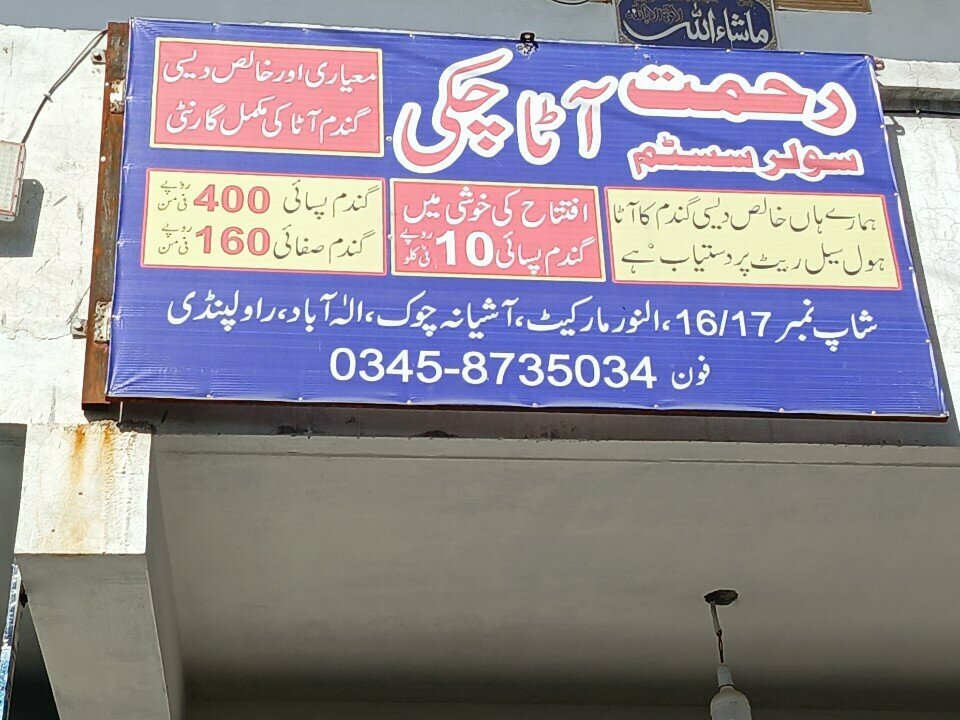 ماشاءاللہ
رحمت آٹا چکی
سولر سسٹم
معیاری اور خالص دیسی
گندم آٹا کی مکمل گارنٹی
ہمارے ہاں خالص دیسی گندم کا آٹا
ہول سیل ریٹ پر دستیاب ہے
افتتاح کی خوشی میں
گندم پسائی 10 روپے فی کلو
گندم پسائی 400 روپے فی من
گندم صفائی 160 روپے فی من
شاپ نمبر 16/17، النور مارکیٹ، آشیانہ چوک، الہٰ آباد، راولپنڈی
فون 0345-8735034